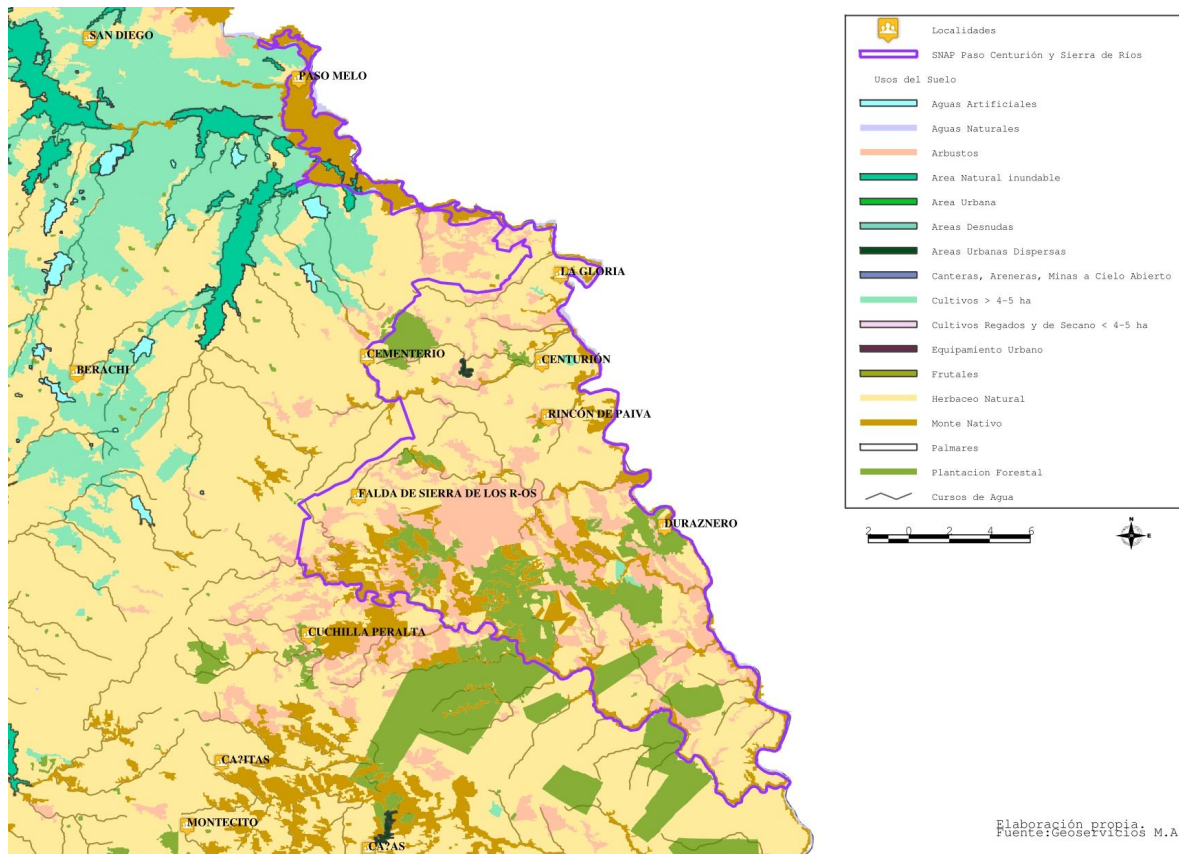 SAN DIEGO
PASO MELO
LA GLORIA
CEMENTERIO
CENTURIÓN
BERACHI
RINCÓN DE PAIVA
FALDA DE SIERRA DE LOS R-OS
DURAZNERO
CUCHILLA PERALTA
CA?ITAS
MONTECITO
CA?AS
Localidades
SNAP Paso Centurión y Sierra de Ríos
Usos del Suelo
Aguas Artificiales
Aguas Naturales
Arbustos
Area Natural inundable
Area Urbana
Areas Desnudas
Areas Urbanas Dispersas
Canteras, Areneras, Minas a Cielo Abierto
Cultivos > 4-5 ha
Cultivos Regados y de Secano < 4-5 ha
Equipamiento Urbano
Frutales
Herbaceo Natural
Monte Nativo
Palmares
Plantacion Forestal
Cursos de Agua
2 0 2 4 6
N
E
S
Elaboración propia.
Fuente:Geoservicios M.A